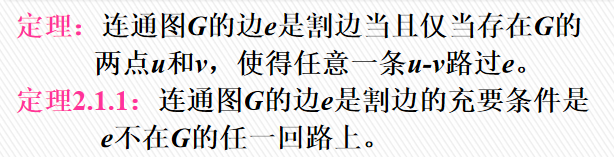 定理：连通图G的边e是割边当且仅当存在G的
两点u和v，使得任意一条u-v路过e。
定理2.1.1：连通图G的边e是割边的充要条件是
e不在G的任一回路上。